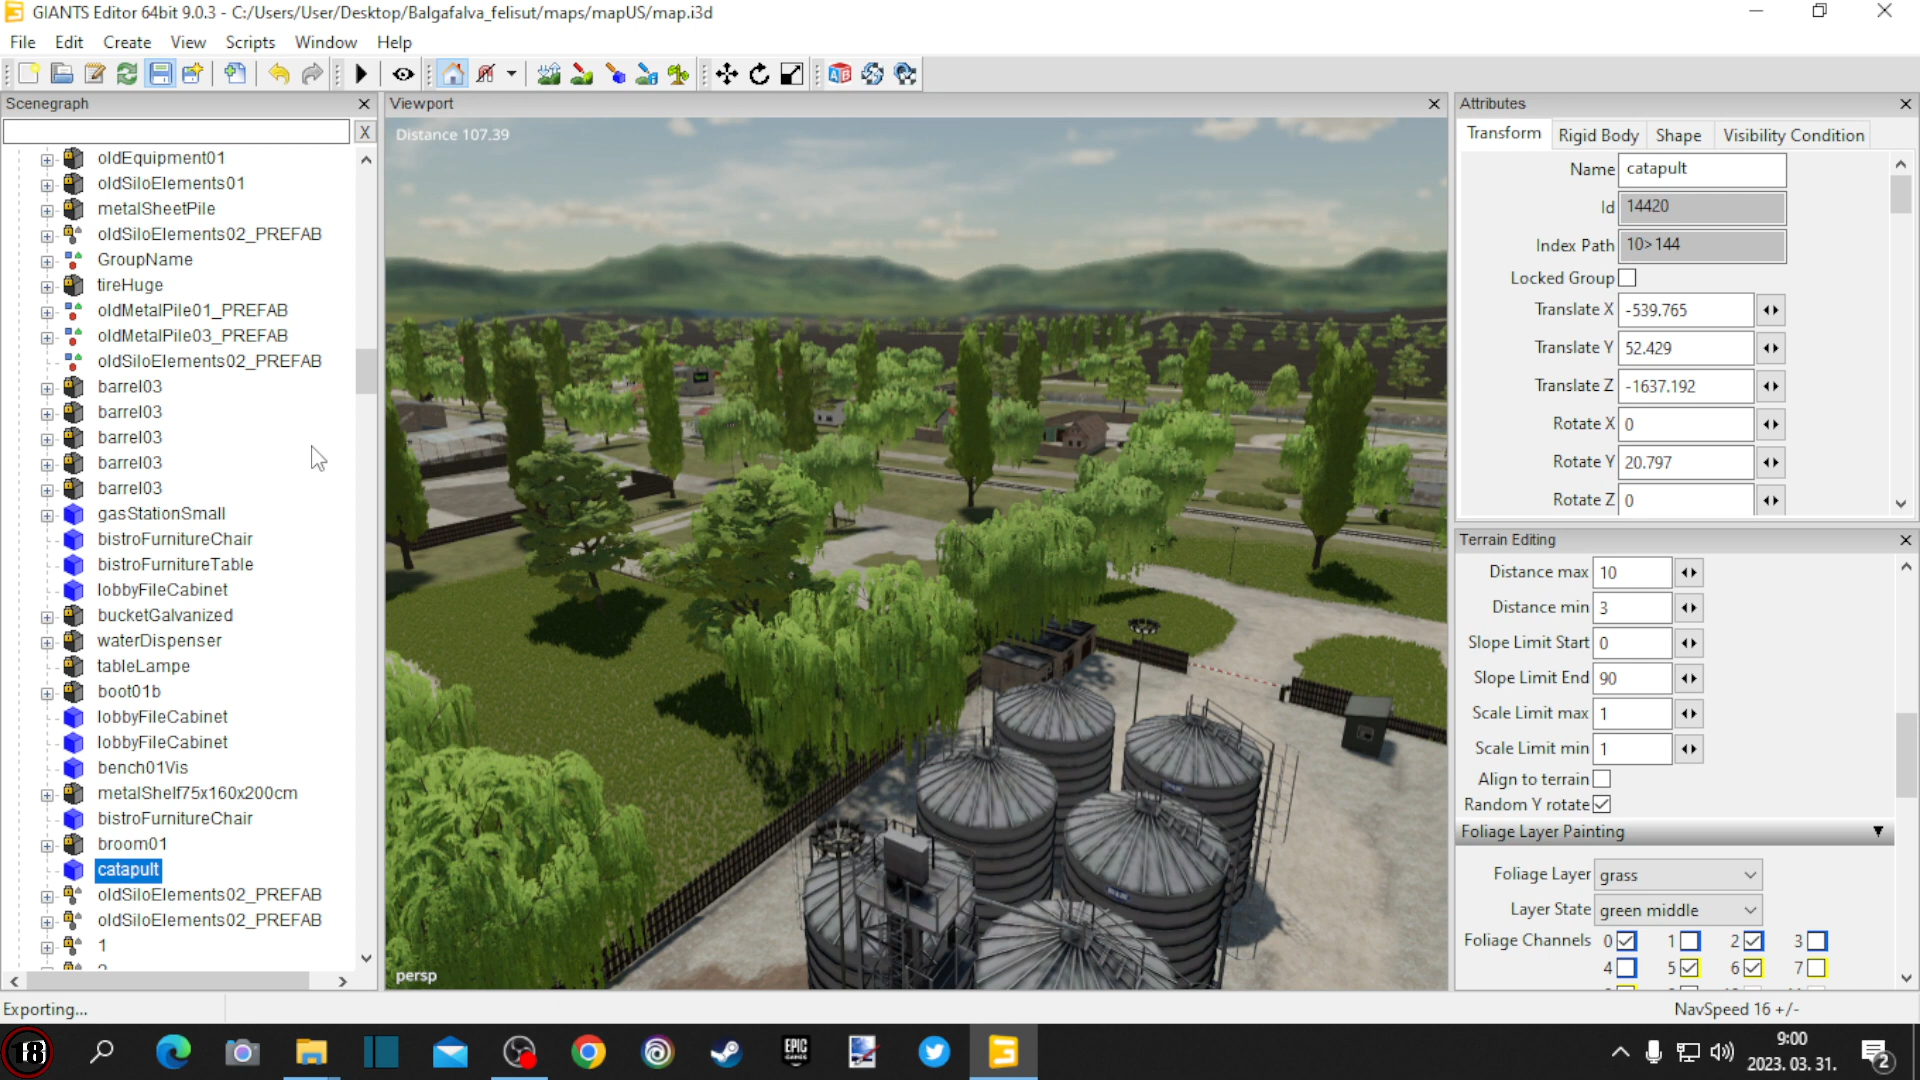 GIANTS Editor 64bit 9.0.3 - C:/Users/User/Desktop/Balgafalva_felisut/maps/mapUS/map.i3d
File Edit Create View Scripts Window Help
Scenegraph
X
oldEquipment01
oldSiloElements01
metalSheetPile
oldSiloElements02_PREFAB
GroupName
tireHuge
oldMetalPile01_PREFAB
oldMetalPile03_PREFAB
oldSiloElements02_PREFAB
barrel03
barrel03
barrel03
barrel03
barrel03
gasStationSmall
bistroFurnitureChair
bistroFurnitureTable
lobbyFileCabinet
bucketGalvanized
waterDispenser
tableLampe
boot01b
lobbyFileCabinet
lobbyFileCabinet
bench01Vis
metalShelf75x160x200cm
bistroFurnitureChair
broom01
catapult
oldSiloElements02_PREFAB
oldSiloElements02_PREFAB
1
Viewport
Distance 107.39
persp
Attributes
Transform Rigid Body Shape Visibility Condition
Name catapult
Id 14420
Index Path 10>144
Locked Group
Translate X -539.765
Translate Y 52.429
Translate Z -1637.192
Rotate X 0
Rotate Y 20.797
Rotate Z 0
Terrain Editing
Distance max 10
Distance min 3
Slope Limit Start 0
Slope Limit End 90
Scale Limit max 1
Scale Limit min 1
Align to terrain
Random Y rotate
Foliage Layer Painting
Foliage Layer grass
Layer State green middle
Foliage Channels 0 1 2 3
4 5 6 7
Exporting...
NavSpeed 16 +/-
18
EPIC GAMES
9:00
2023. 03. 31.
2